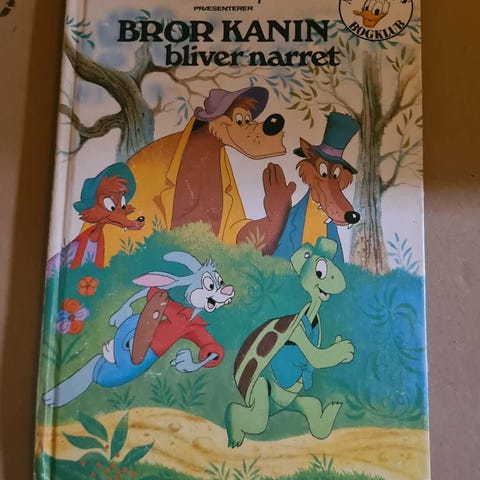 PRÆSENTERER
BROR KANIN
bliver narret
BOGKLUB